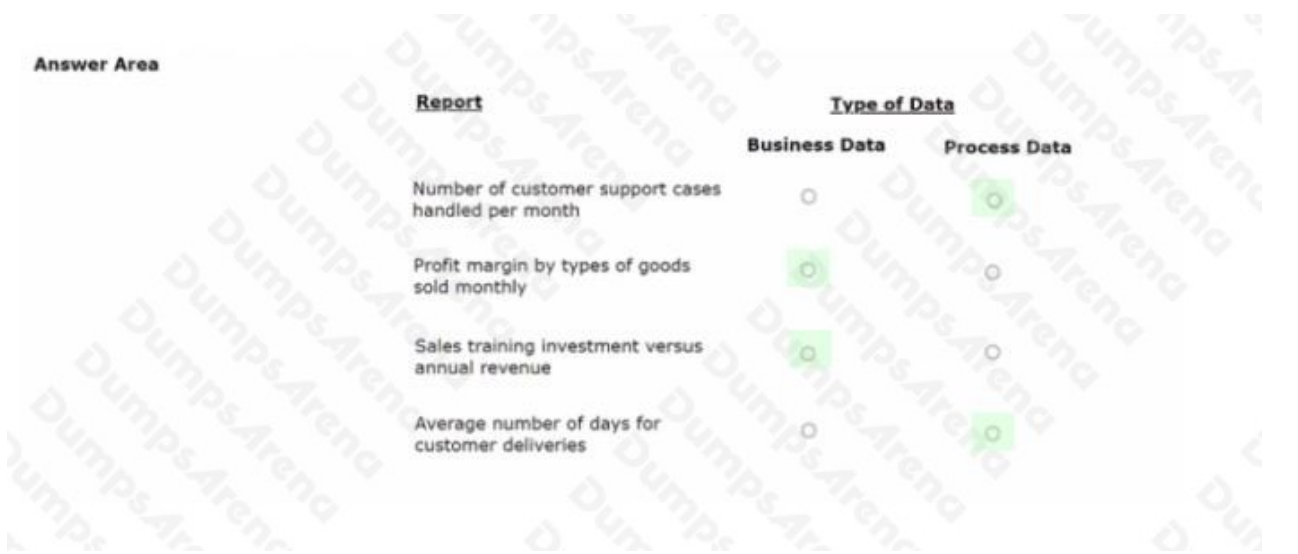 Answer Area
Report
Type of Data
Business Data
Process Data
Number of customer support cases
handled per month
Profit margin by types of goods
sold monthly
Sales training investment versus
annual revenue
Average number of days for
customer deliveries
DumpsArena